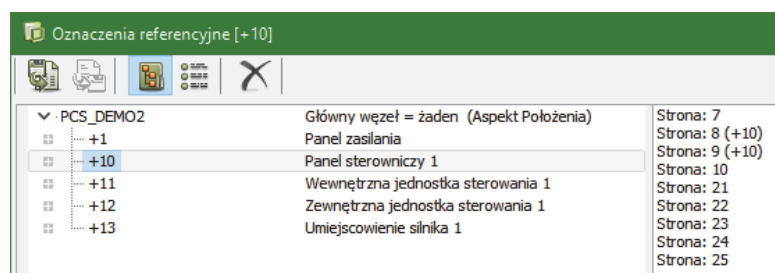 Oznaczenia referencyjne [+10]
PCS_DEMO2 Główny węzeł = żaden (Aspekt Położenia)
+1 Panel zasilania
+10 Panel sterowniczy 1
+11 Wewnętrzna jednostka sterowania 1
+12 Zewnętrzna jednostka sterowania 1
+13 Umiejscowienie silnika 1
Strona: 7
Strona: 8 (+10)
Strona: 9 (+10)
Strona: 10
Strona: 21
Strona: 22
Strona: 23
Strona: 24
Strona: 25